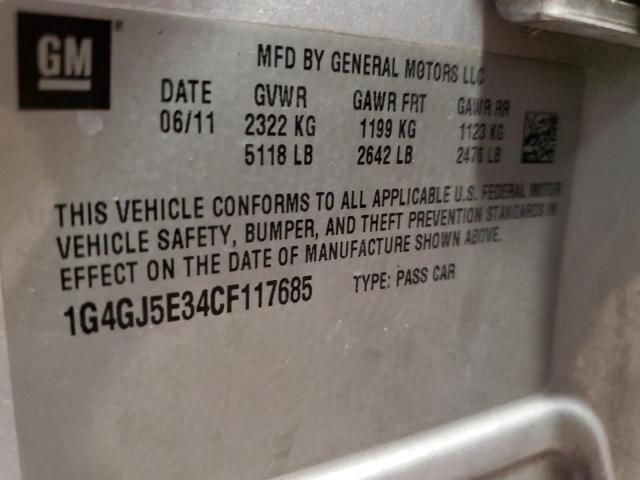 GM ®
MFD BY GENERAL MOTORS LLC
DATE GVWR GAWR FRT GAWR RR
06/11 2322 KG 1199 KG 1123 KG
5118 LB 2642 LB 2476 LB
THIS VEHICLE CONFORMS TO ALL APPLICABLE U.S. FEDERAL MOTOR
VEHICLE SAFETY, BUMPER, AND THEFT PREVENTION STANDARDS IN
EFFECT ON THE DATE OF MANUFACTURE SHOWN ABOVE.
1G4GJ5E34CF117685 TYPE: PASS CAR